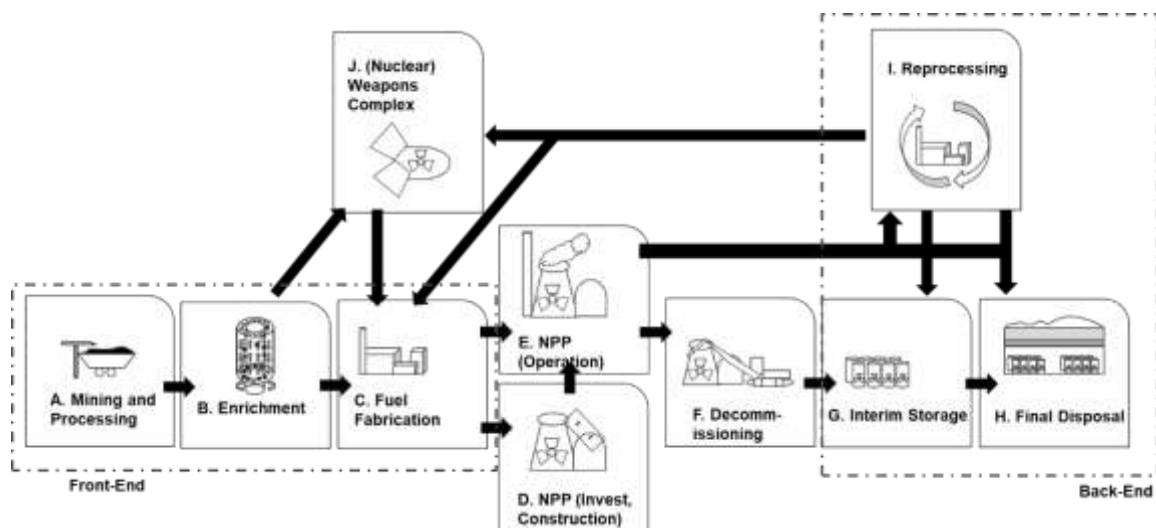 J. (Nuclear)
Weapons
Complex
I. Reprocessing
A. Mining and
Processing
B. Enrichment
C. Fuel
Fabrication
E. NPP
(Operation)
D. NPP (Invest,
Construction)
F. Decomm-
issioning
G. Interim Storage
H. Final Disposal
Front-End
Back-End